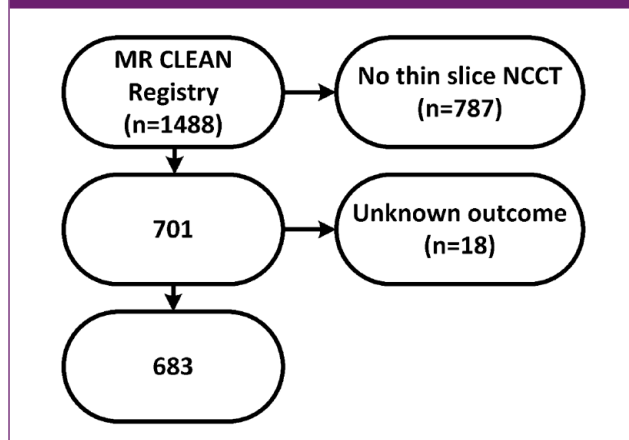 MR CLEAN
Registry
(n=1488)
No thin slice NCCT
(n=787)
701
Unknown outcome
(n=18)
683